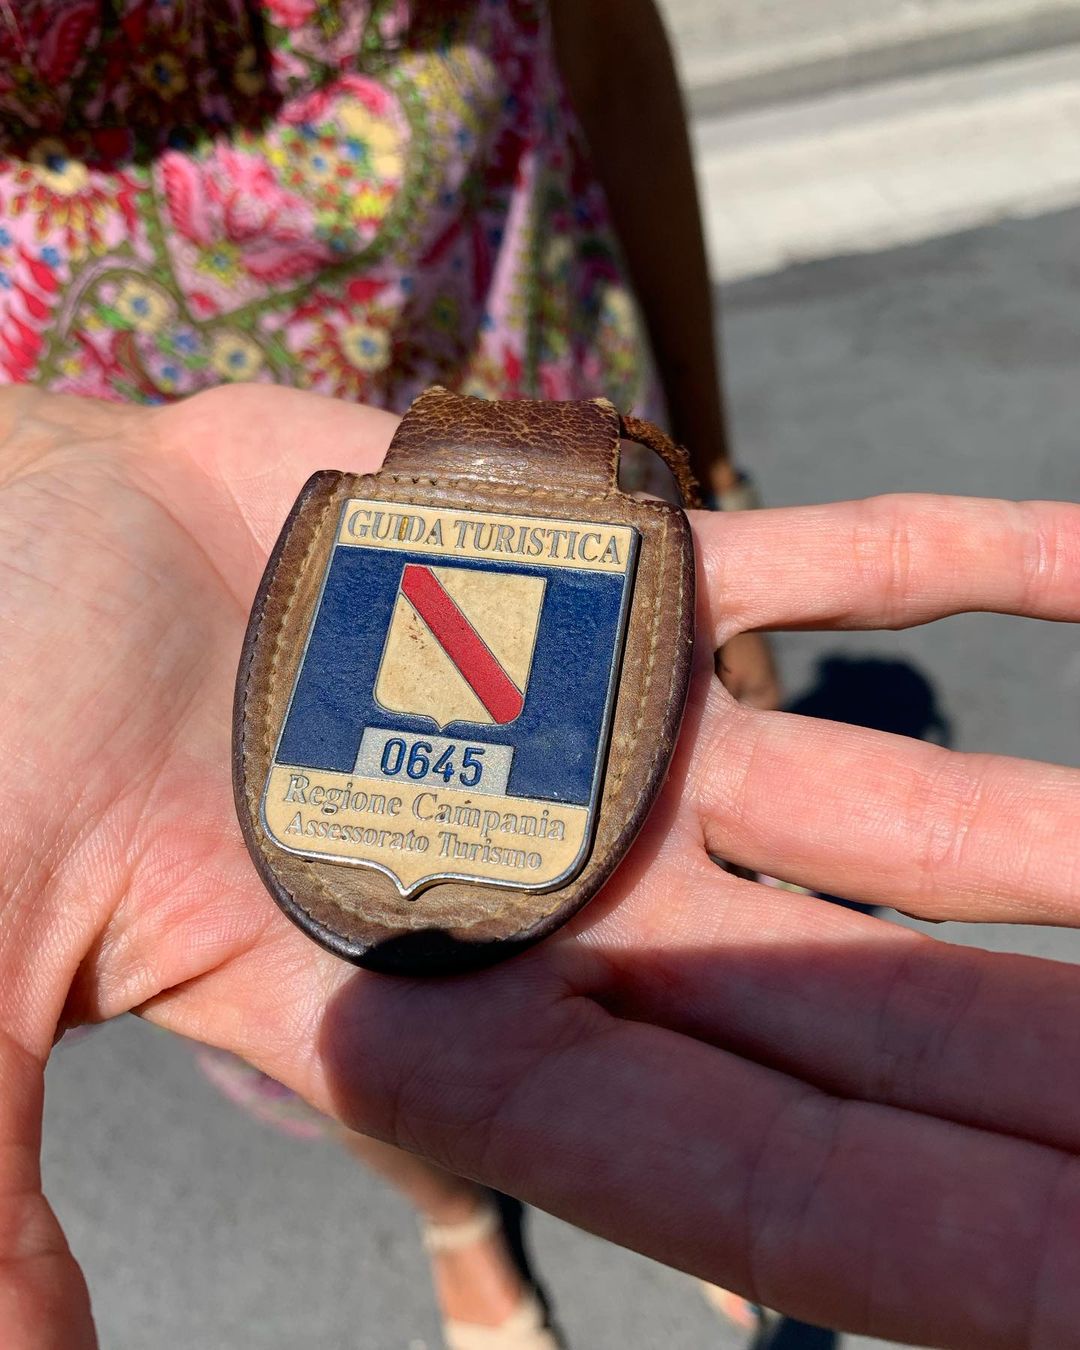 GUIDA TURISTICA
0645
Regione Campania
Assessorato Turismo